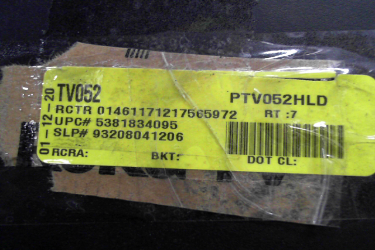 TV052 PTV052HLD
RCTR 01461171217565972 RT :7
UPC# 5381834095
SLP# 93208041206
RCRA: BKT: DOT CL:
01-12-20